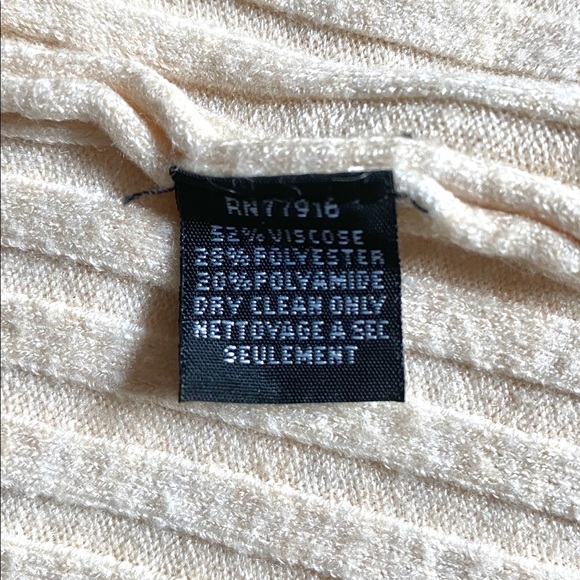 RN77916
52% VISCOSE
28% POLYESTER
20% POLYAMIDE
DRY CLEAN ONLY
NETTOYAGE A SEC
SEULEMENT